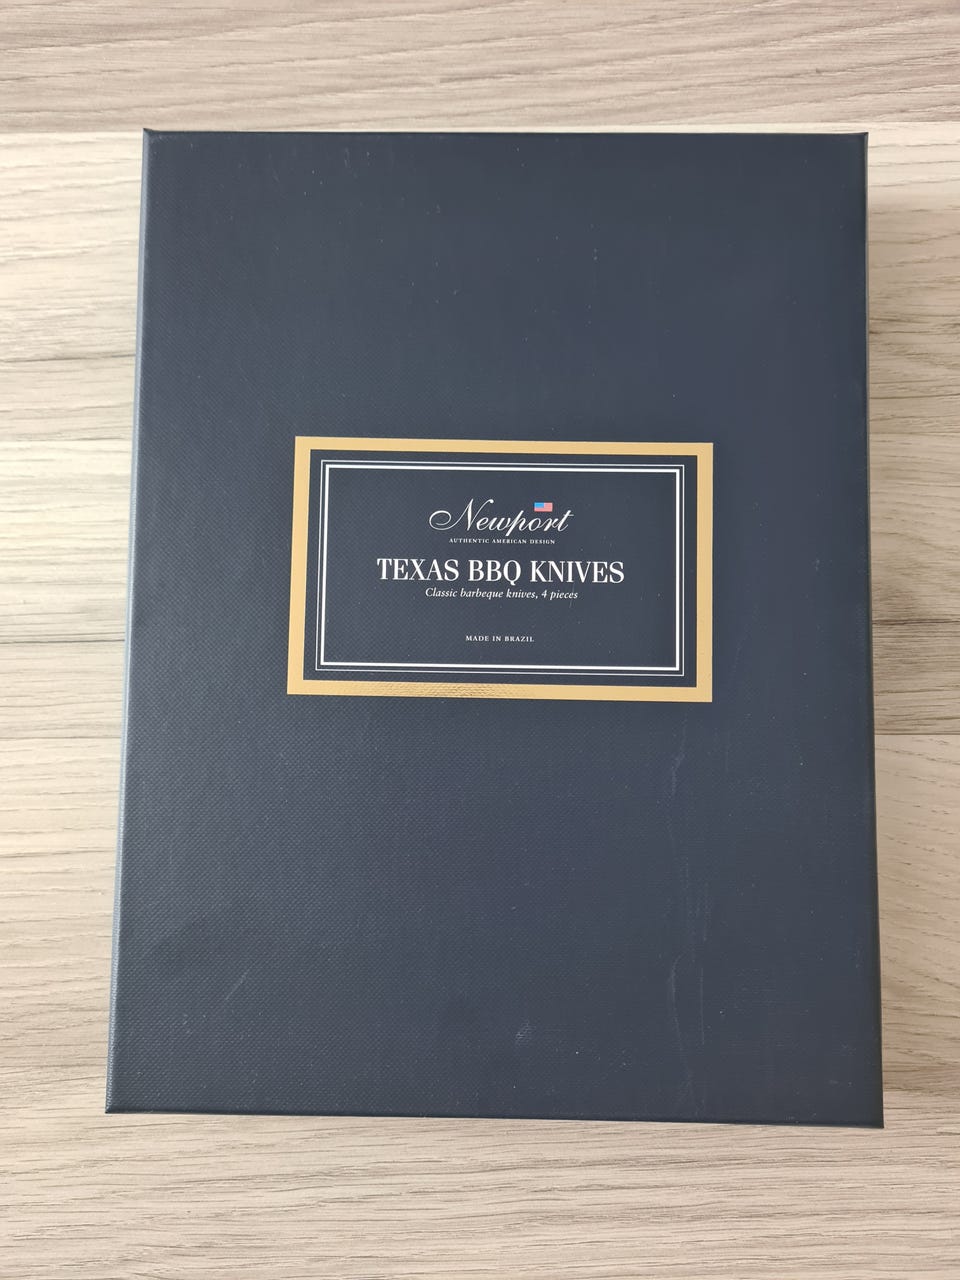 Newport
AUTHENTIC AMERICAN DESIGN
TEXAS BBQ KNIVES
Classic barbeque knives, 4 pieces
MADE IN BRAZIL